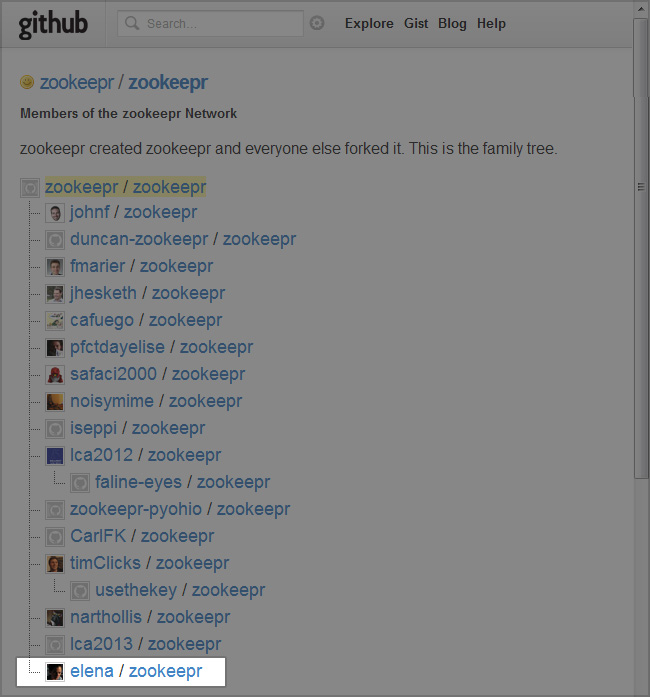 github Search... Explore Gist Blog Help
zookeepr / zookeepr
Members of the zookeepr Network
zookeepr created zookeepr and everyone else forked it. This is the family tree.
zookeepr / zookeepr
johnf / zookeepr
duncan-zookeepr / zookeepr
fmarier / zookeepr
jhesketh / zookeepr
cafuego / zookeepr
pfctdayelise / zookeepr
safaci2000 / zookeepr
noisymime / zookeepr
iseppi / zookeepr
lca2012 / zookeepr
faline-eyes / zookeepr
zookeepr-pyohio / zookeepr
CarlFK / zookeepr
timClicks / zookeepr
usethekey / zookeepr
narthollis / zookeepr
lca2013 / zookeepr
elena / zookeepr